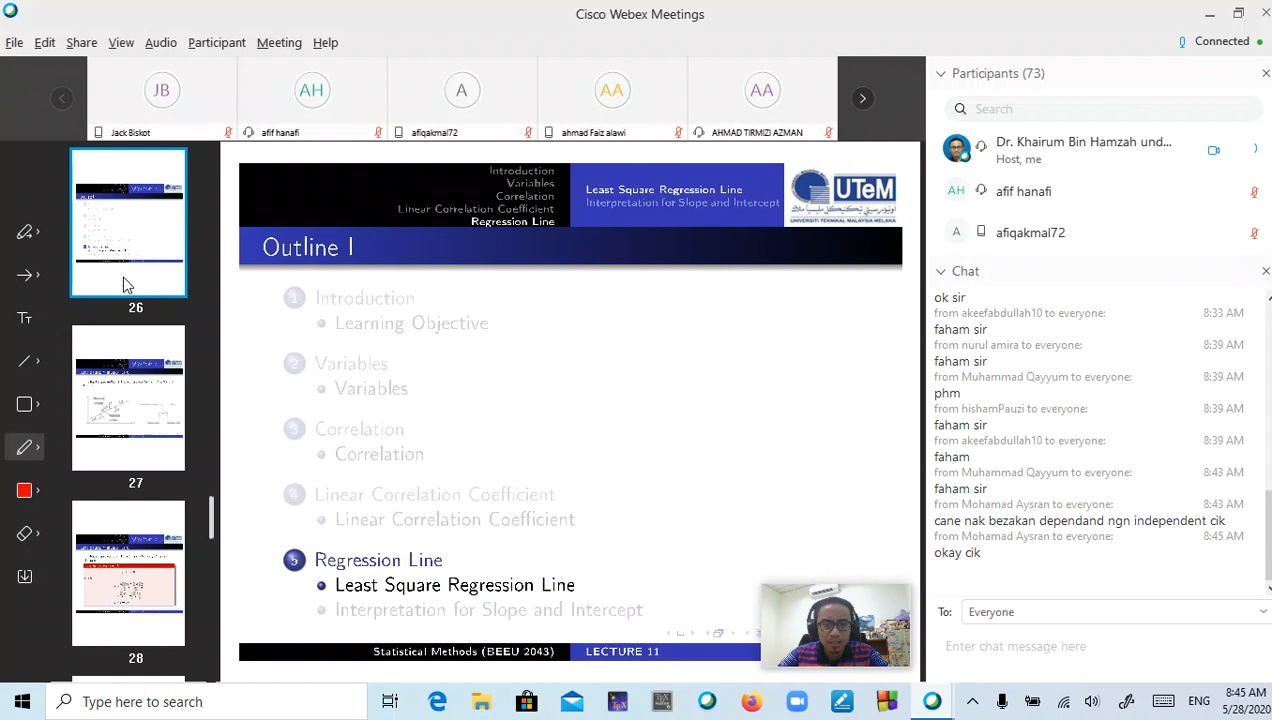 Cisco Webex Meetings
File Edit Share View Audio Participant Meeting Help
Connected
JB
AH
A
AA
AA
Jack Biskot
afif hanafi
afiqakmal72
ahmad Faiz alawi
AHMAD TIRMIZI AZMAN
Participants (73)
Search
Dr. Khairum Bin Hamzah und...
Host, me
AH
afif hanafi
A
afiqakmal72
Introduction
Variables
Correlation
Linear Correlation Coefficient
Regression Line
Least Square Regression Line
Interpretation for Slope and Intercept
UTeM
UNIVERSITI TEKNIKAL MALAYSIA MELAKA
Outline I
1 Introduction
Learning Objective
2 Variables
Variables
3 Correlation
Correlation
4 Linear Correlation Coefficient
Linear Correlation Coefficient
5 Regression Line
Least Square Regression Line
Interpretation for Slope and Intercept
Statistical Methods (BEEU 2043)
LECTURE 11
26
27
28
Tт
Chat
ok sir
from akeefabdullah10 to everyone: 8:33 AM
faham sir
from nurul amira to everyone: 8:39 AM
faham sir
from Muhammad Qayyum to everyone: 8:39 AM
phm
from hishamPauzi to everyone: 8:39 AM
faham sir
from akeefabdullah10 to everyone: 8:39 AM
faham
from Muhammad Qayyum to everyone: 8:43 AM
faham sir
from Mohamad Aysran to everyone: 8:43 AM
cane nak bezakan dependand ngn independent cik
from Mohamad Aysran to everyone: 8:45 AM
okay cik
To: Everyone
Enter chat message here
Type here to search
ENG
:45 AM
5/28/2020